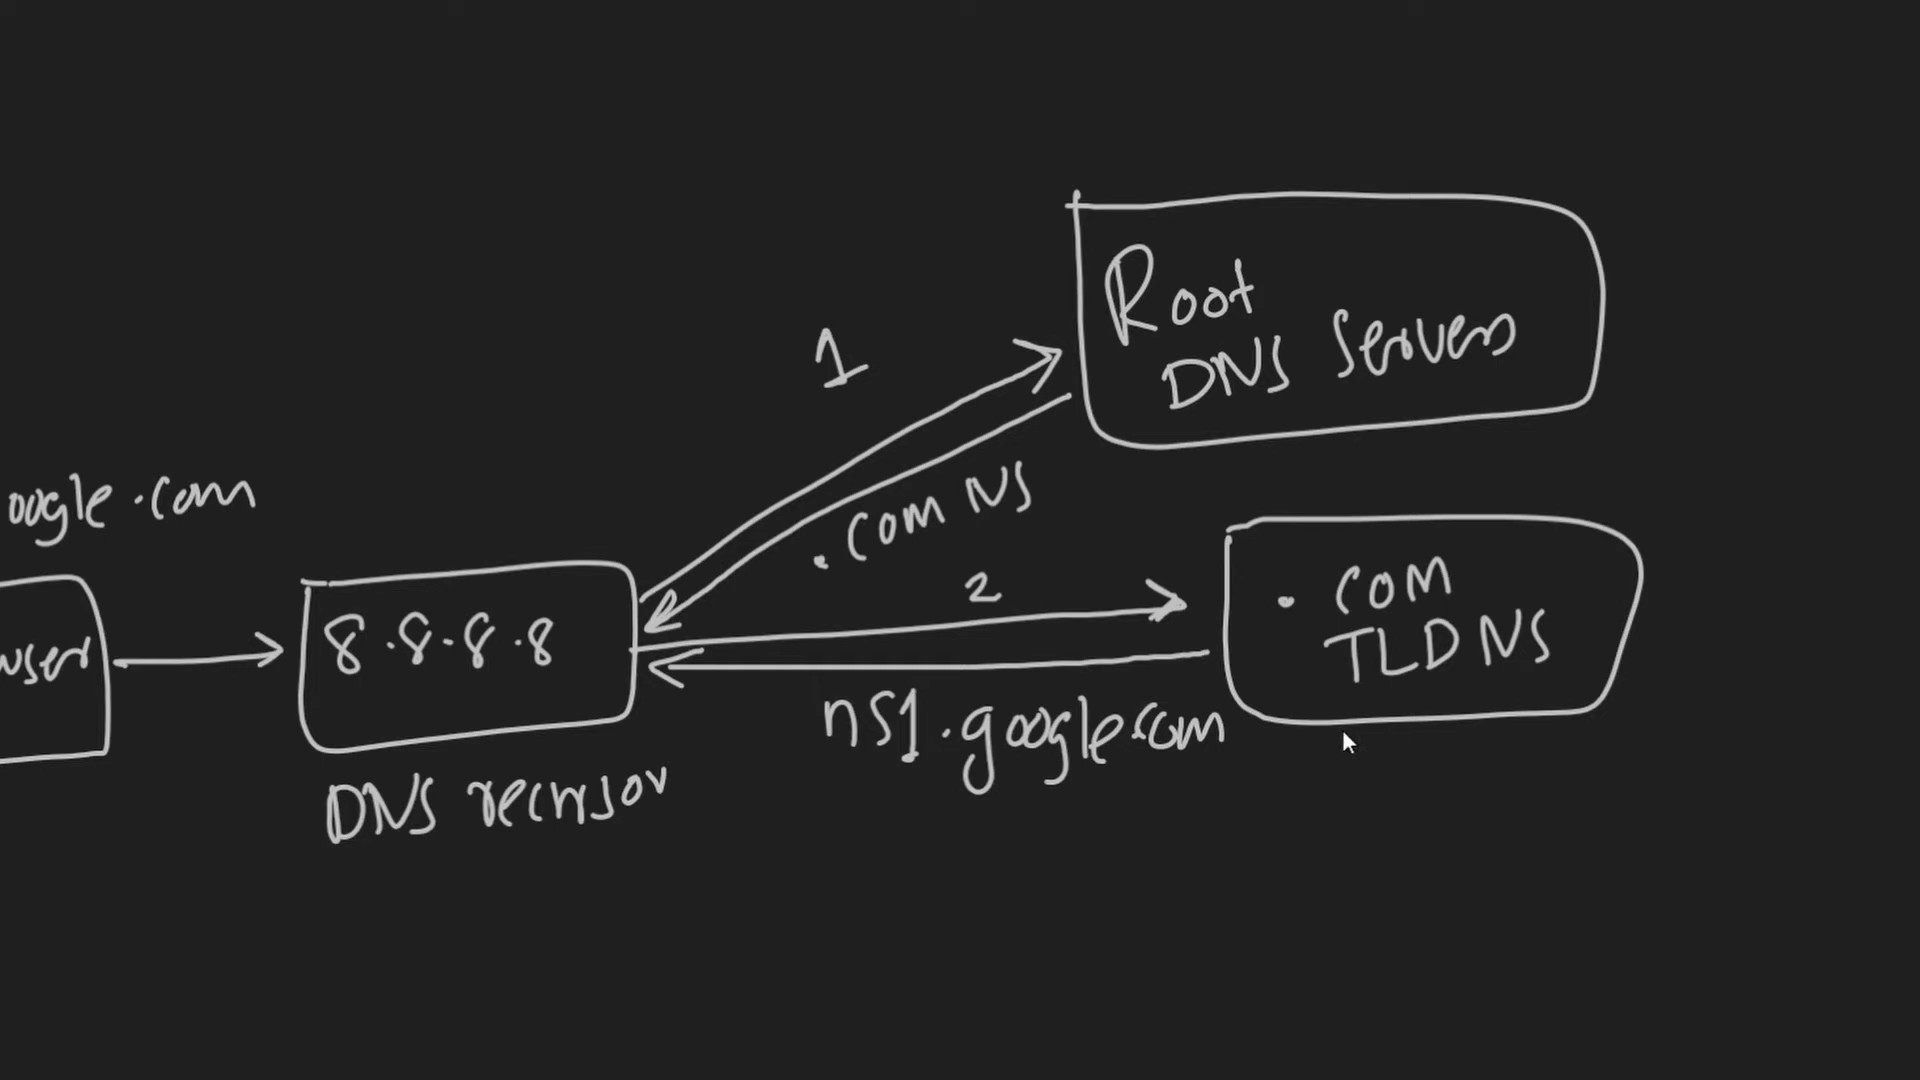 Root
DNS Servers
1
.com NS
oogle.com
2
.com
TLD NS
wser
8.8.8.8
ns1.google.com
DNS recursor